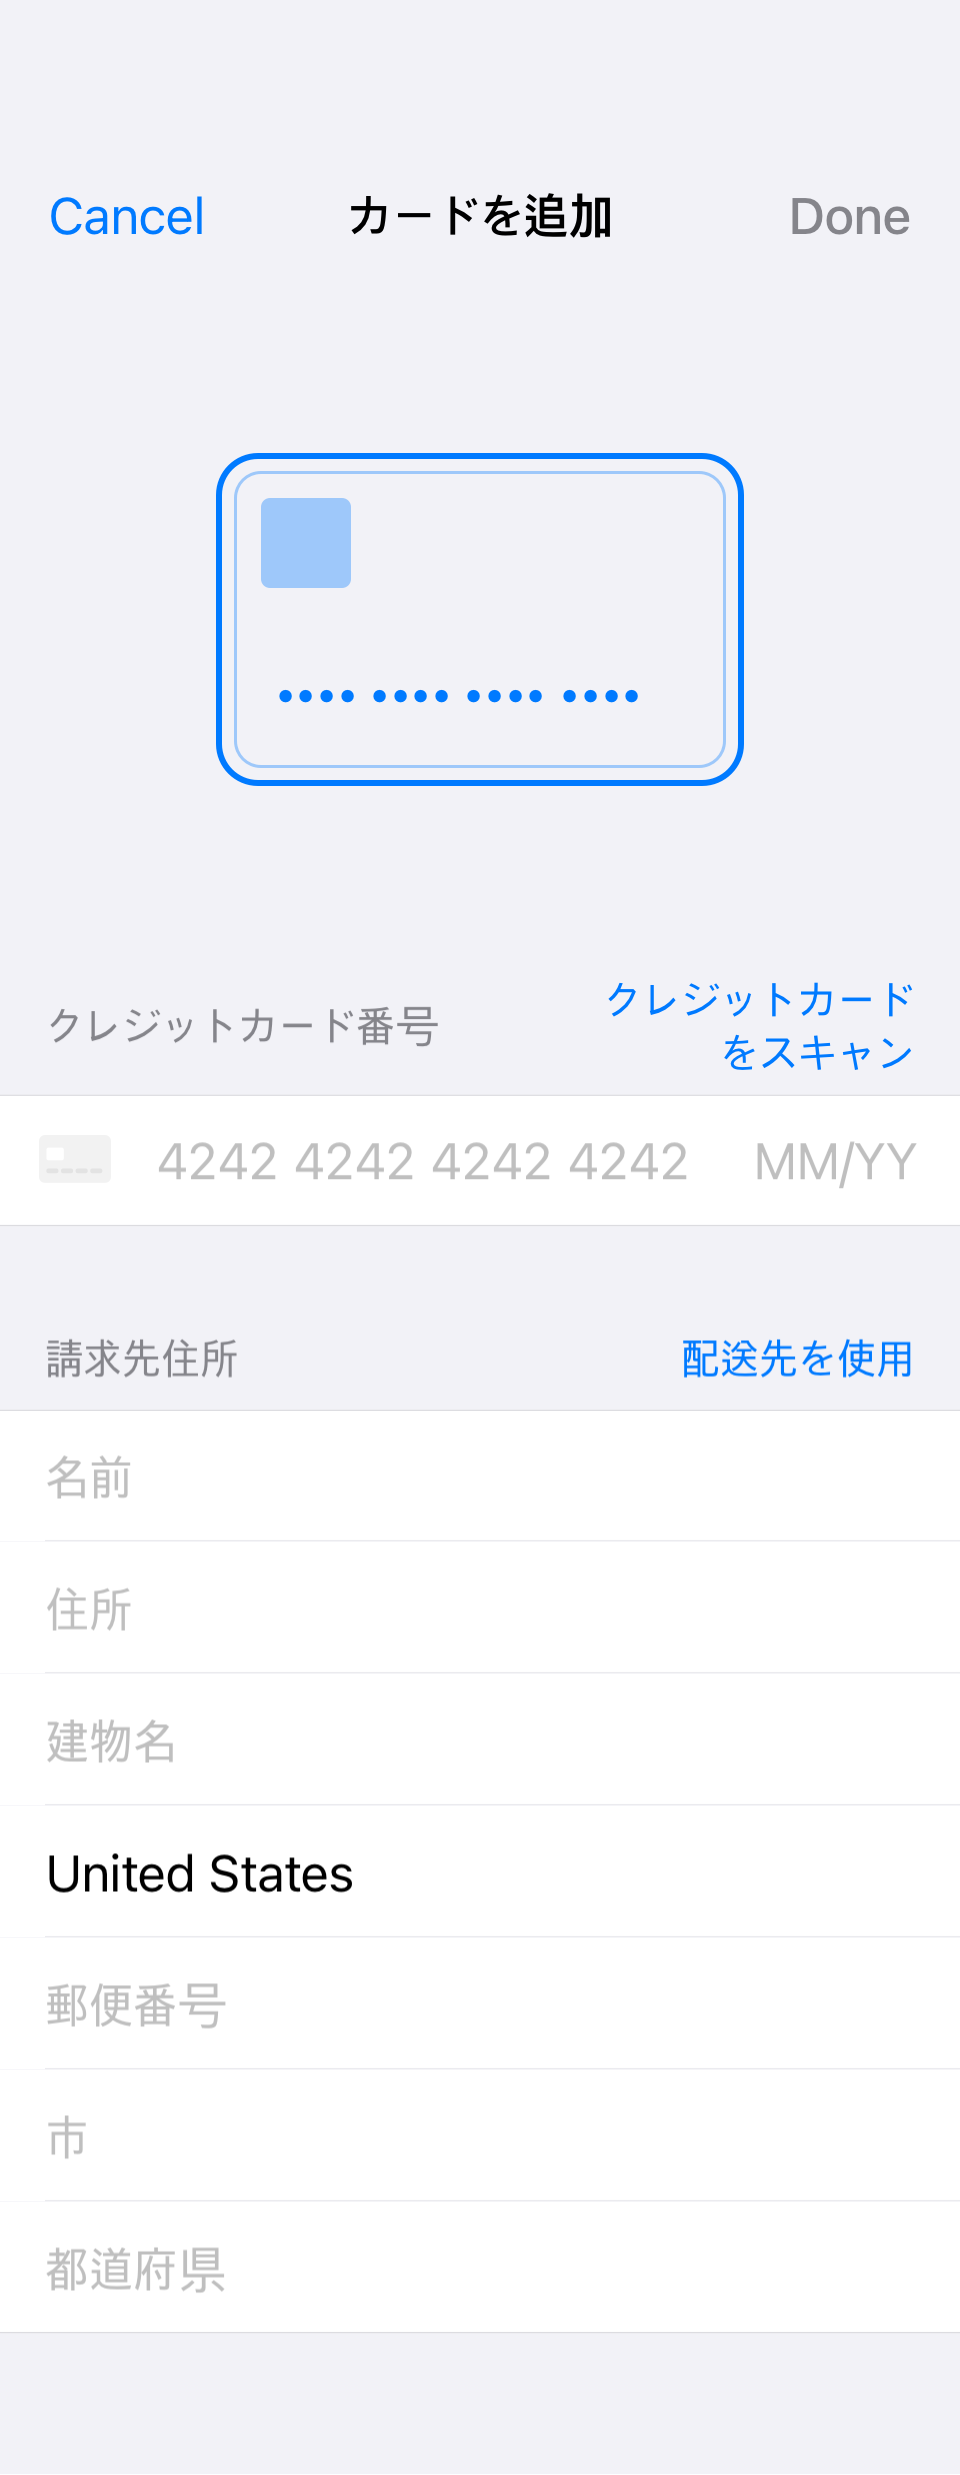 Cancel
カードを追加
Done
•••• •••• •••• ••••
クレジットカード番号
クレジットカード
をスキャン
4242 4242 4242 4242
MM/YY
請求先住所
配送先を使用
名前
住所
建物名
United States
郵便番号
市
都道府県